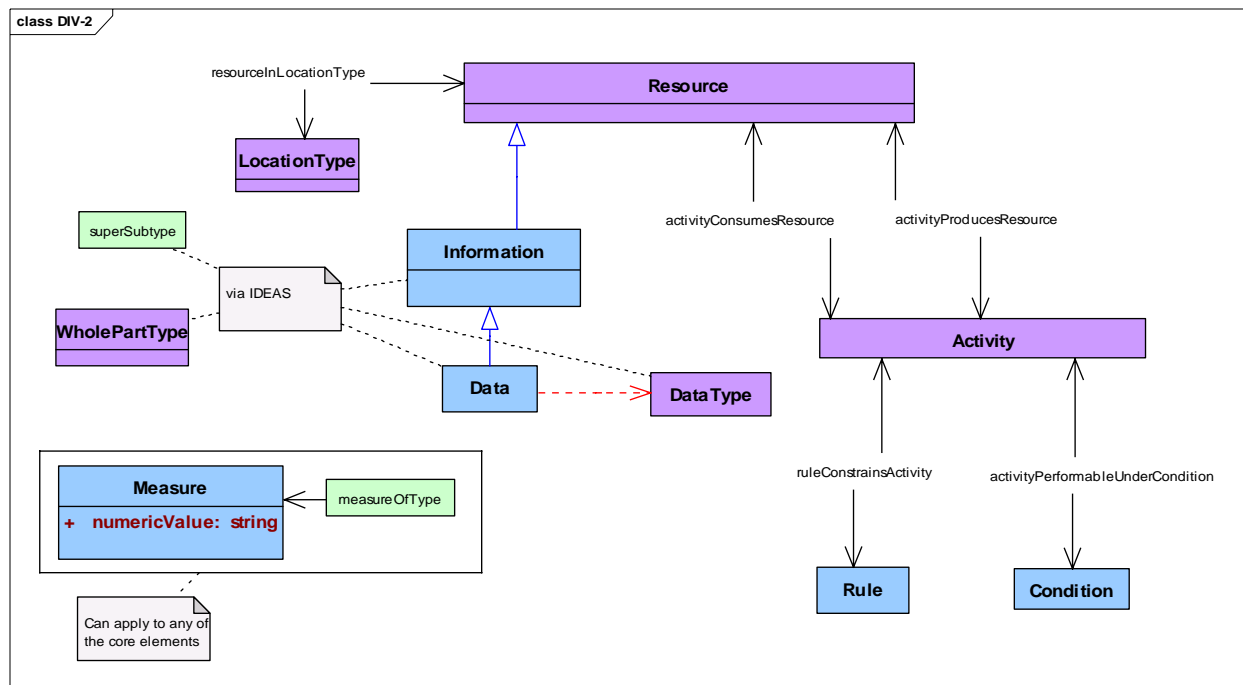 class DIV-2
resourceInLocationType
Resource
LocationType
superSubtype
activityConsumesResource
activityProducesResource
Information
via IDEAS
WholePartType
Activity
Data
DataType
ruleConstrainsActivity
activityPerformableUnderCondition
Measure
+ numericValue: string
measureOfType
Rule
Condition
Can apply to any of
the core elements